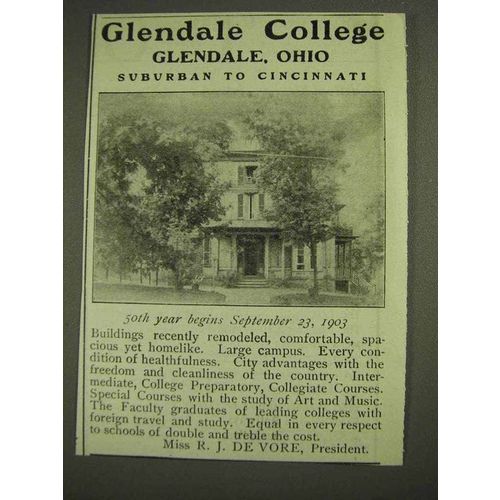 Glendale College
GLENDALE, OHIO
SUBURBAN TO CINCINNATI
50th year begins September 23, 1903
Buildings recently remodeled, comfortable, spa-
cious yet homelike. Large campus. Every con-
dition of healthfulness. City advantages with the
freedom and cleanliness of the country. Inter-
mediate, College Preparatory, Collegiate Courses.
Special Courses with the study of Art and Music.
The Faculty graduates of leading colleges with
foreign travel and study. Equal in every respect
to schools of double and treble the cost.
Miss R. J. DE VORE, President.